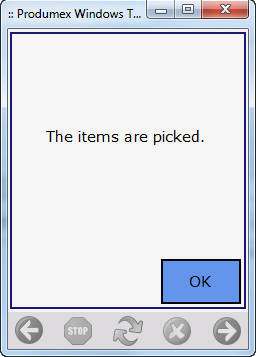 :: Produmex Windows T...
The items are picked.
OK
STOP